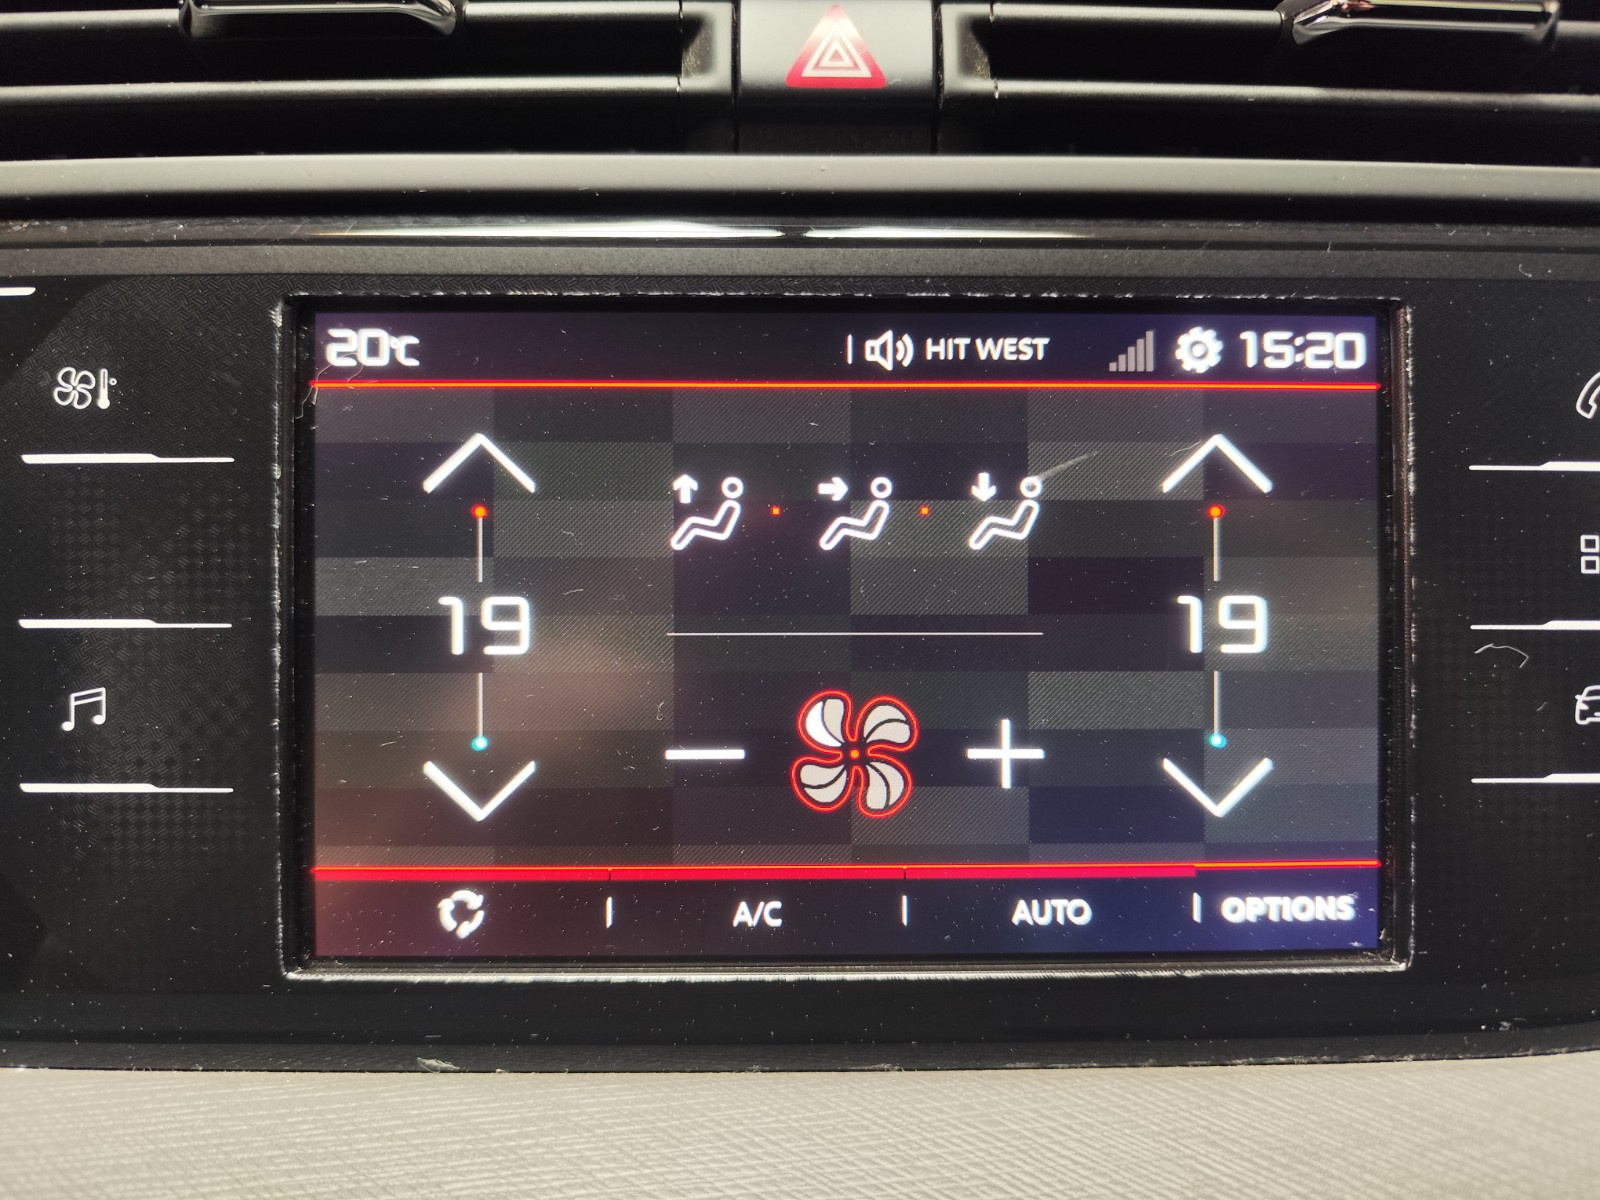 20°C
HIT WEST
15:20
19
19
A/C
AUTO
OPTIONS